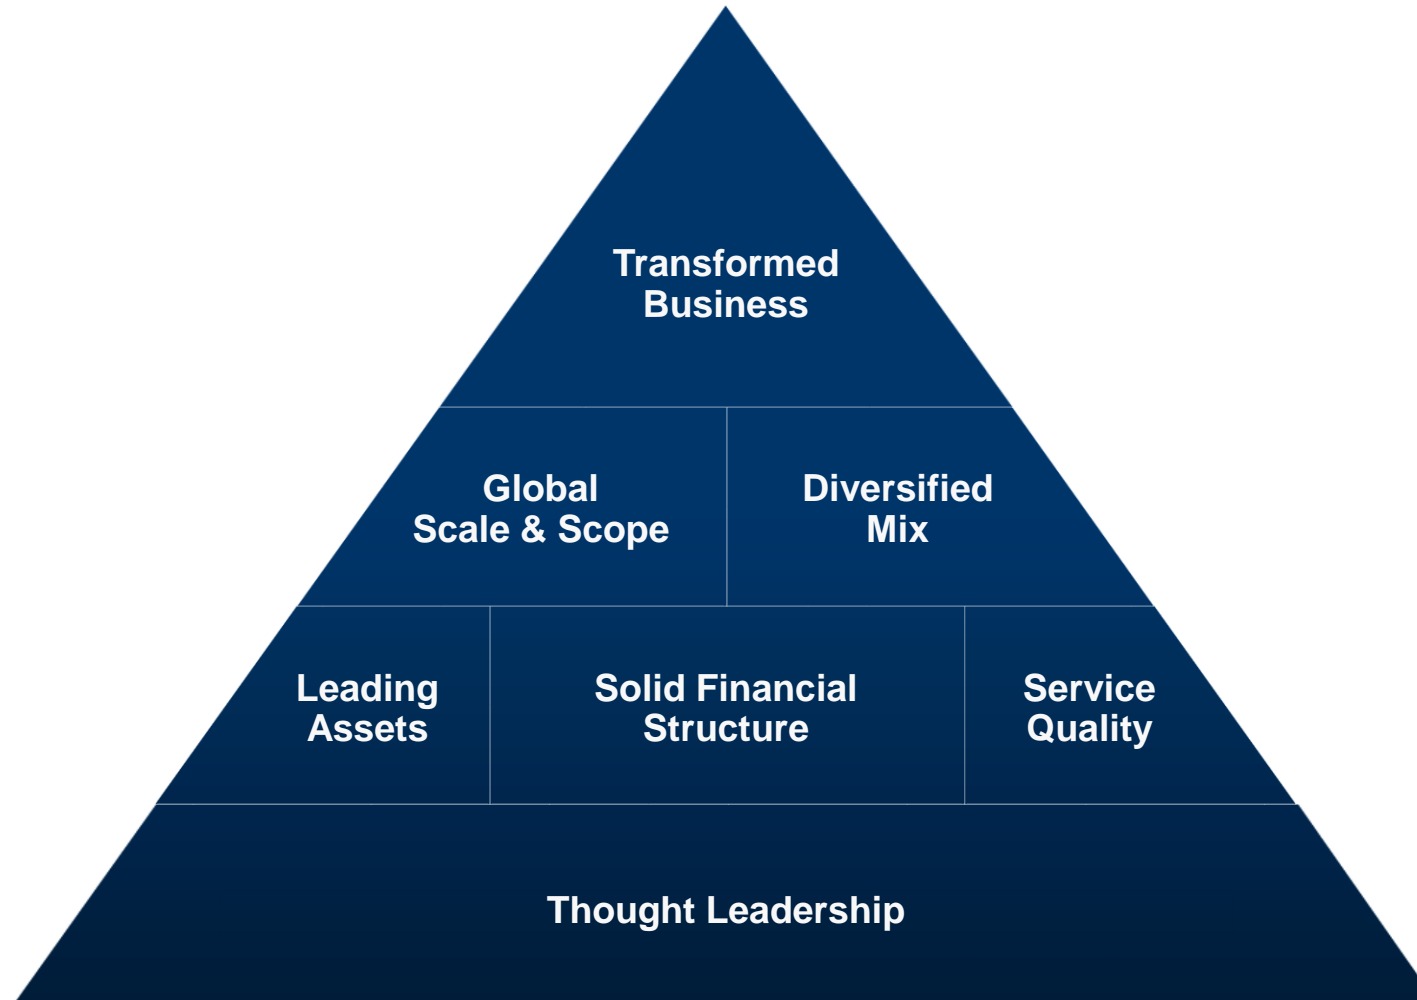 Transformed
Business
Global
Scale & Scope
Diversified
Mix
Leading
Assets
Solid Financial
Structure
Service
Quality
Thought Leadership